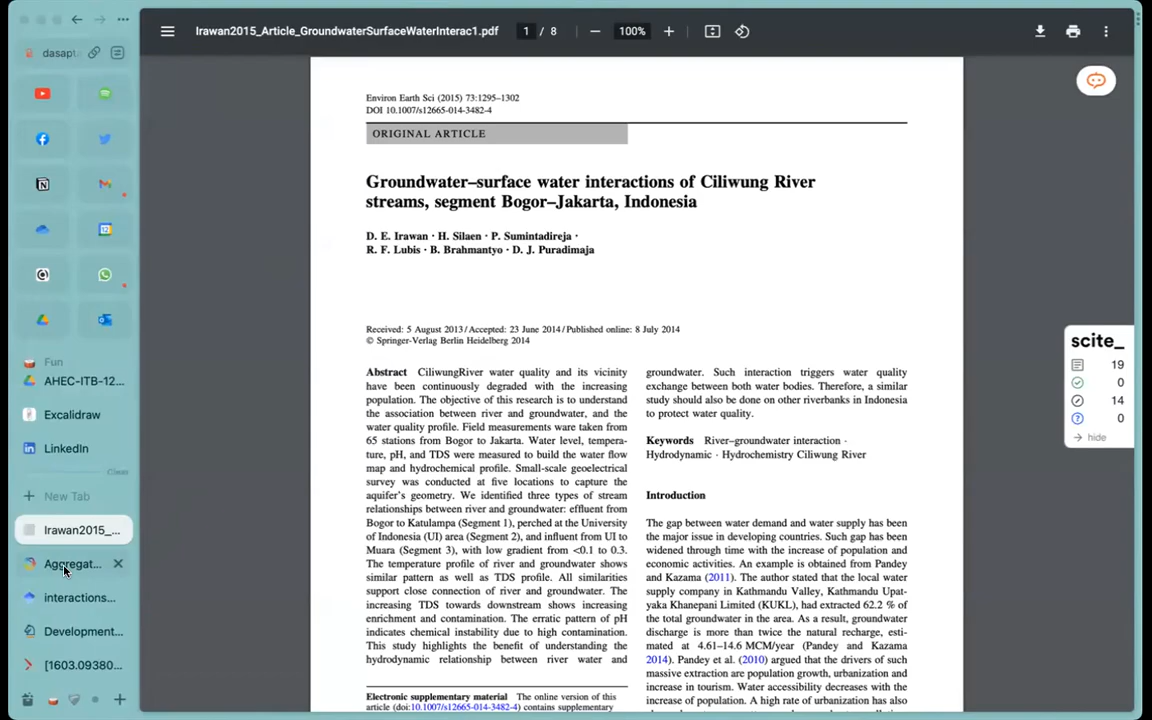 Irawan2015_Article_GroundwaterSurfaceWaterInterac1.pdf
1 / 8
100%
dasapt
Fun
AHEC-ITB-12...
Excalidraw
LinkedIn
Clean
New Tab
Irawan2015_...
Aggregat...
interactions...
Development...
[1603.09380...
Environ Earth Sci (2015) 73:1295–1302
DOI 10.1007/s12665-014-3482-4
ORIGINAL ARTICLE
Groundwater–surface water interactions of Ciliwung River
streams, segment Bogor–Jakarta, Indonesia
D. E. Irawan · H. Silaen · P. Sumintadireja ·
R. F. Lubis · B. Brahmantyo · D. J. Puradimaja
Received: 5 August 2013 / Accepted: 23 June 2014 / Published online: 8 July 2014
© Springer-Verlag Berlin Heidelberg 2014
Abstract CiliwungRiver water quality and its vicinity
have been continuously degraded with the increasing
population. The objective of this research is to understand
the association between river and groundwater, and the
water quality profile. Field measurements ware taken from
65 stations from Bogor to Jakarta. Water level, tempera-
ture, pH, and TDS were measured to build the water flow
map and hydrochemical profile. Small-scale geoelectrical
survey was conducted at five locations to capture the
aquifer's geometry. We identified three types of stream
relationships between river and groundwater: effluent from
Bogor to Katulampa (Segment 1), perched at the University
of Indonesia (UI) area (Segment 2), and influent from UI to
Muara (Segment 3), with low gradient from <0.1 to 0.3.
The temperature profile of river and groundwater shows
similar pattern as well as TDS profile. All similarities
support close connection of river and groundwater. The
increasing TDS towards downstream shows increasing
enrichment and contamination. The erratic pattern of pH
indicates chemical instability due to high contamination.
This study highlights the benefit of understanding the
hydrodynamic relationship between river water and
Electronic supplementary material The online version of this
article (doi:10.1007/s12665-014-3482-4) contains supplementary
groundwater. Such interaction triggers water quality
exchange between both water bodies. Therefore, a similar
study should also be done on other riverbanks in Indonesia
to protect water quality.
Keywords River–groundwater interaction ·
Hydrodynamic · Hydrochemistry Ciliwung River
Introduction
The gap between water demand and water supply has been
the major issue in developing countries. Such gap has been
widened through time with the increase of population and
economic activities. An example is obtained from Pandey
and Kazama (2011). The author stated that the local water
supply company in Kathmandu Valley, Kathmandu Upat-
yaka Khanepani Limited (KUKL), had extracted 62.2 % of
the total groundwater in the area. As a result, groundwater
discharge is more than twice the natural recharge, esti-
mated at 4.61–14.6 MCM/year (Pandey and Kazama
2014). Pandey et al. (2010) argued that the drivers of such
massive extraction are population growth, urbanization and
increase in tourism. Water accessibility decreases with the
increase of population. A high rate of urbanization has also
scite_
19
0
14
0
hide